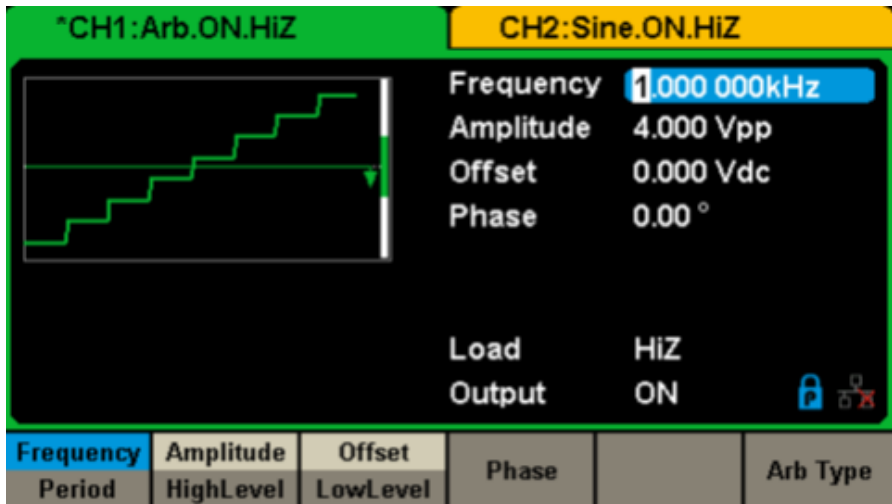 *CH1:Arb.ON.HiZ CH2:Sine.ON.HiZ
Frequency 1.000 000kHz
Amplitude 4.000 Vpp
Offset 0.000 Vdc
Phase 0.00 °
Load HiZ
Output ON
P
Frequency Amplitude Offset Phase Arb Type
Period HighLevel LowLevel